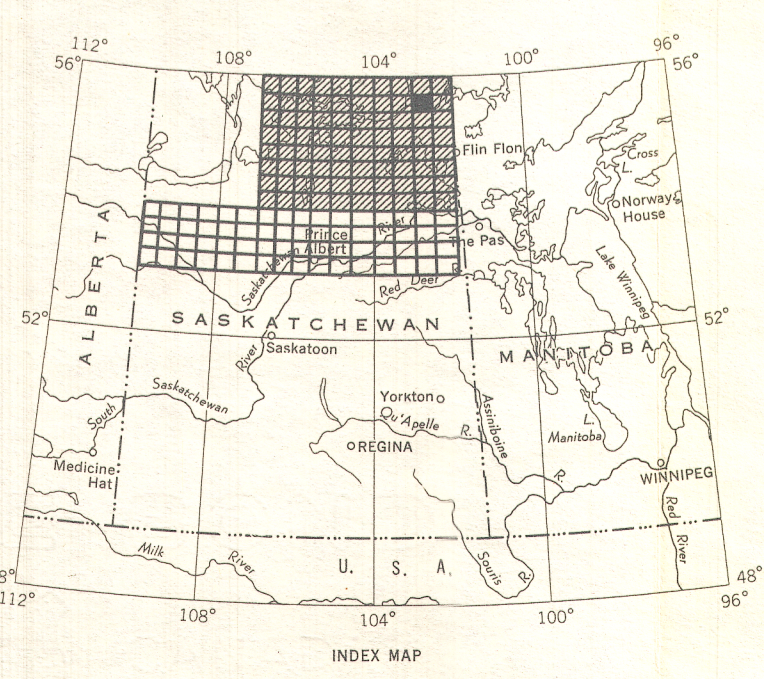 112°
108°
104°
100°
96°
56°
56°
Flin Flon
Cross
L.
Norway
House
Prince
Albert
River
The Pas
Saskatchewan
Red Deer
R.
Lake Winnipeg
ALBERTA
52°
SASKATCHEWAN
52°
MANITOBA
Saskatoon
River
Saskatchewan
South
Yorkton
Qu'Apelle
R.
Assiniboine
R.
L.
Manitoba
REGINA
Medicine
Hat
WINNIPEG
Red
River
Milk
River
U. S. A.
Souris
R.
8°
48°
112°
108°
104°
100°
96°
INDEX MAP